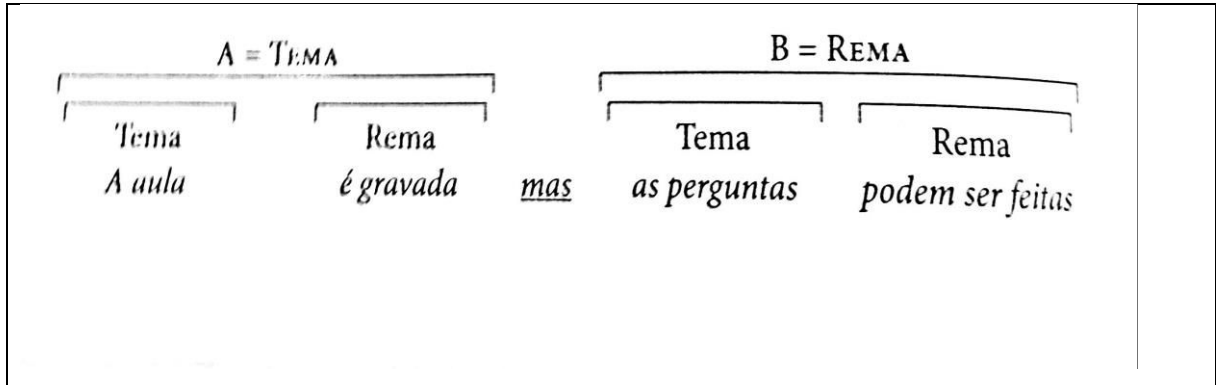 A = TEMA B = REMA
Tema Rema Tema Rema
A aula é gravada mas as perguntas podem ser feitas